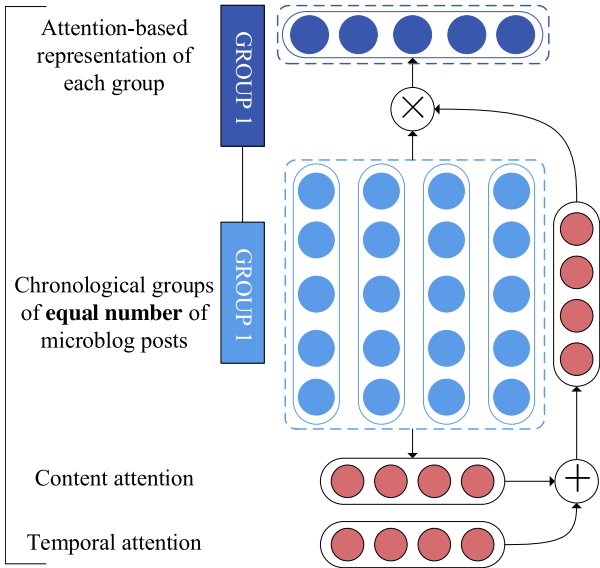 Attention-based
representation of
each group
GROUP 1
GROUP 1
Chronological groups
of equal number of
microblog posts
Content attention
Temporal attention